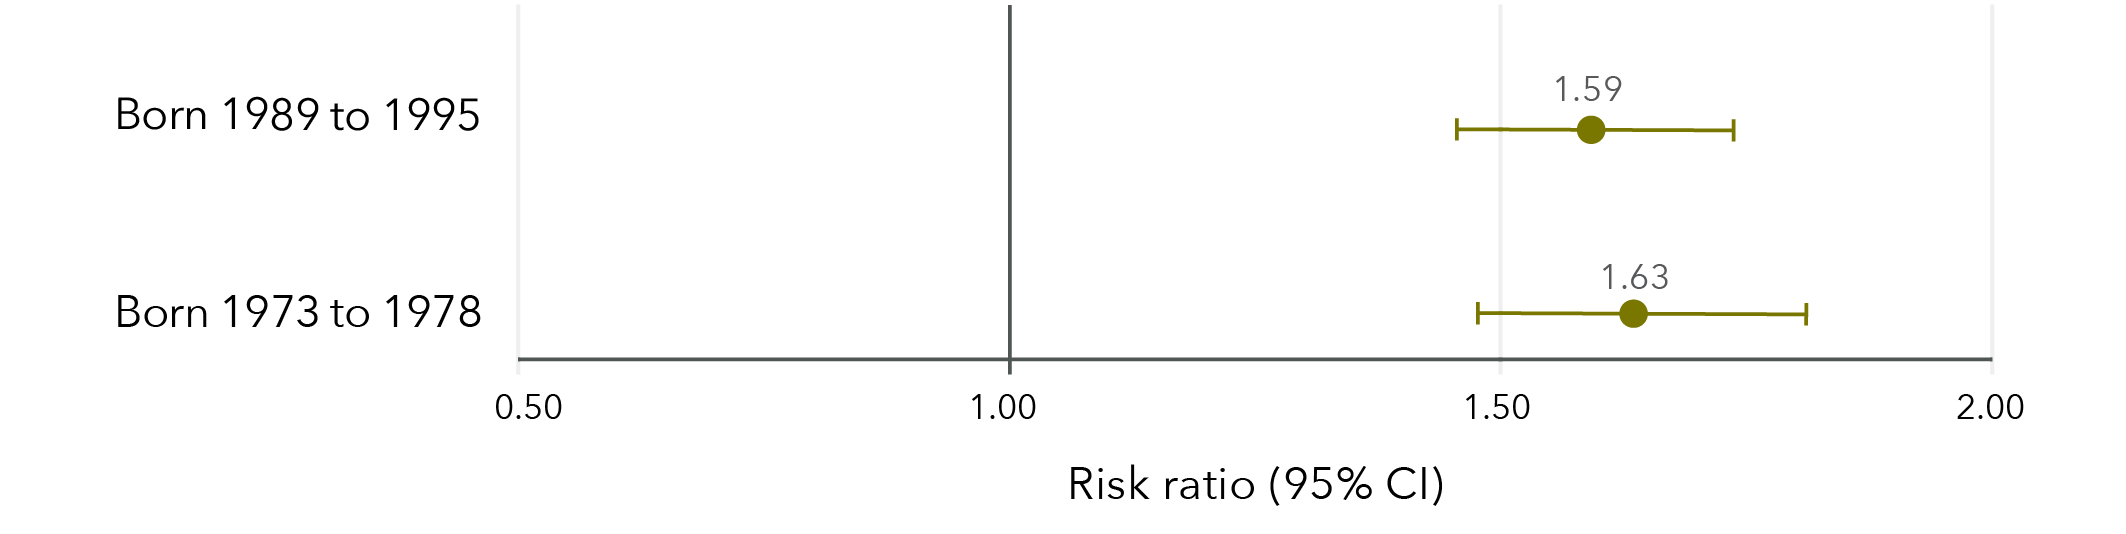 1.59
Born 1989 to 1995
1.63
Born 1973 to 1978
0.50 1.00 1.50 2.00
Risk ratio (95% CI)